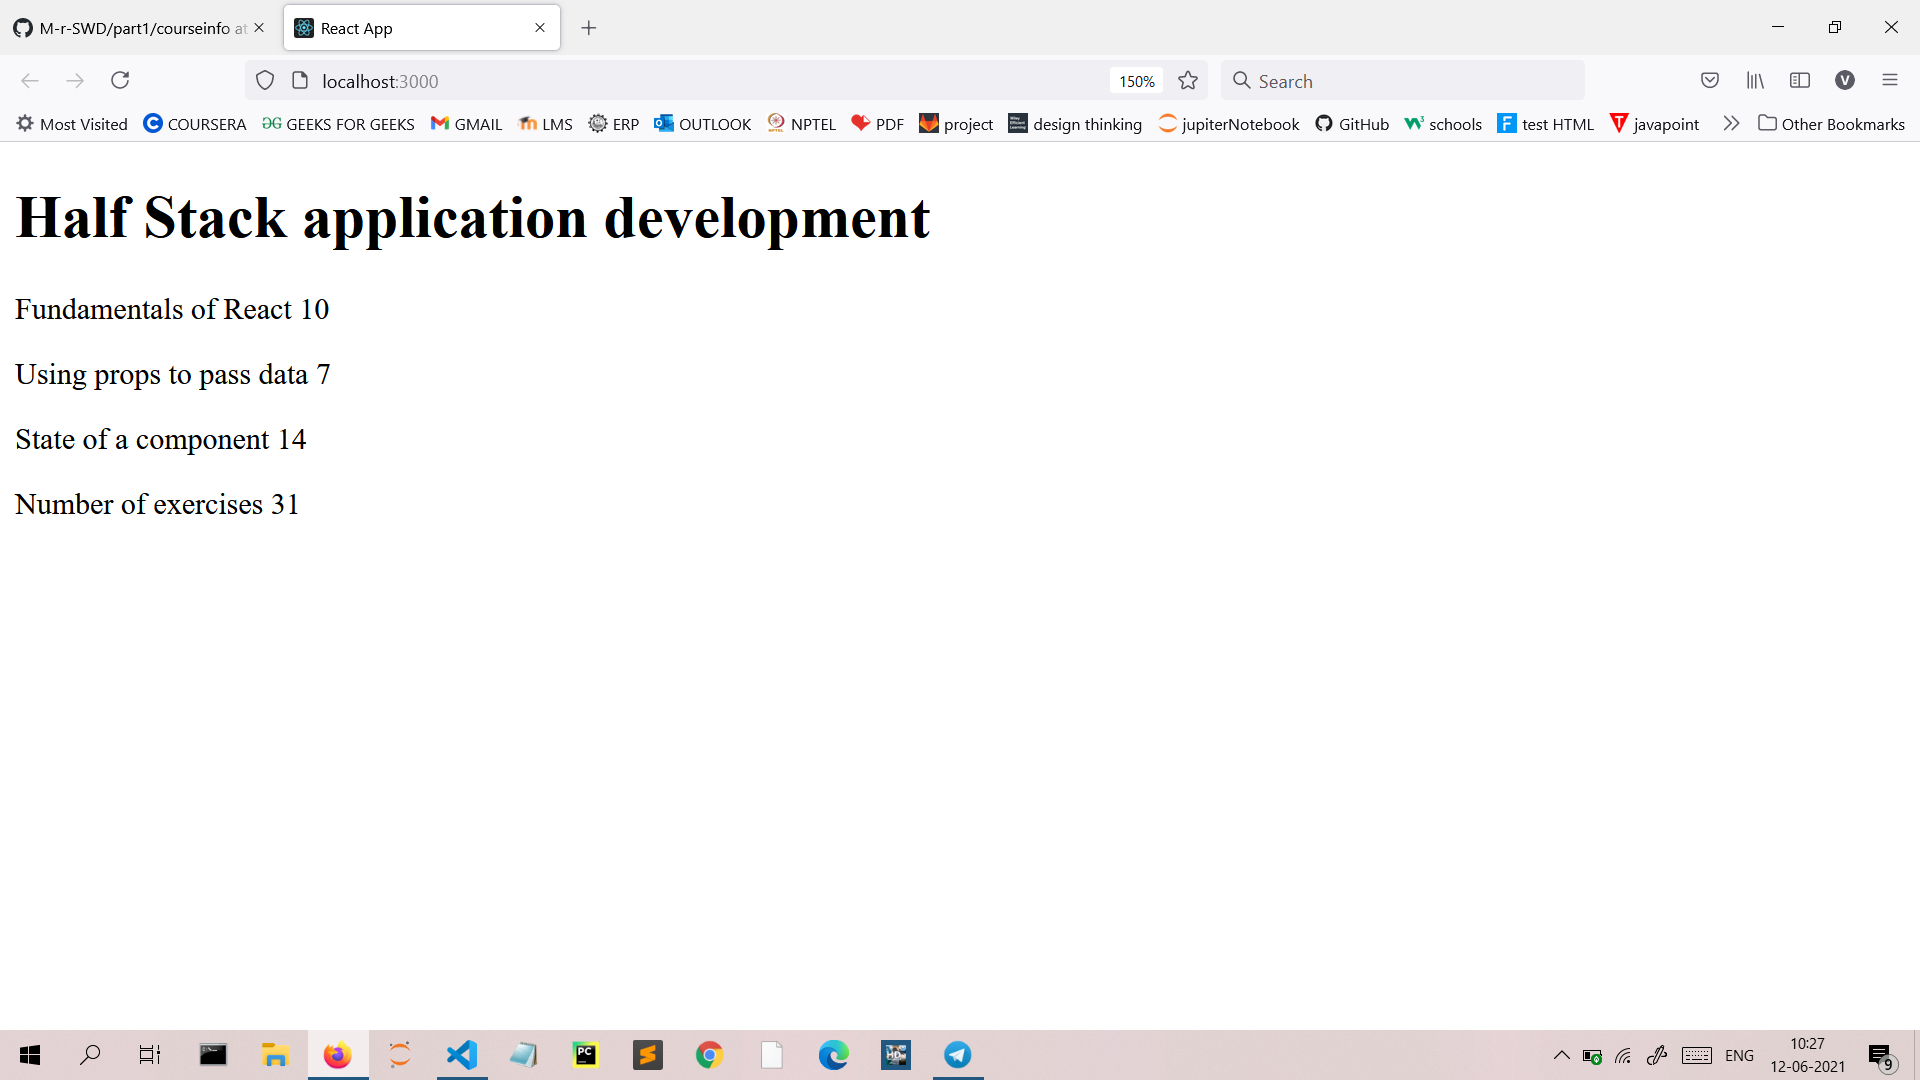 M-r-SWD/part1/courseinfo at
React App
localhost:3000
150%
Search
V
Most Visited
COURSERA
GEEKS FOR GEEKS
GMAIL
LMS
ERP
OUTLOOK
NPTEL
PDF
project
design thinking
jupiterNotebook
GitHub
schools
test HTML
javapoint
Other Bookmarks
Half Stack application development
Fundamentals of React 10
Using props to pass data 7
State of a component 14
Number of exercises 31
PC
HD
ENG
10:27
12-06-2021
9